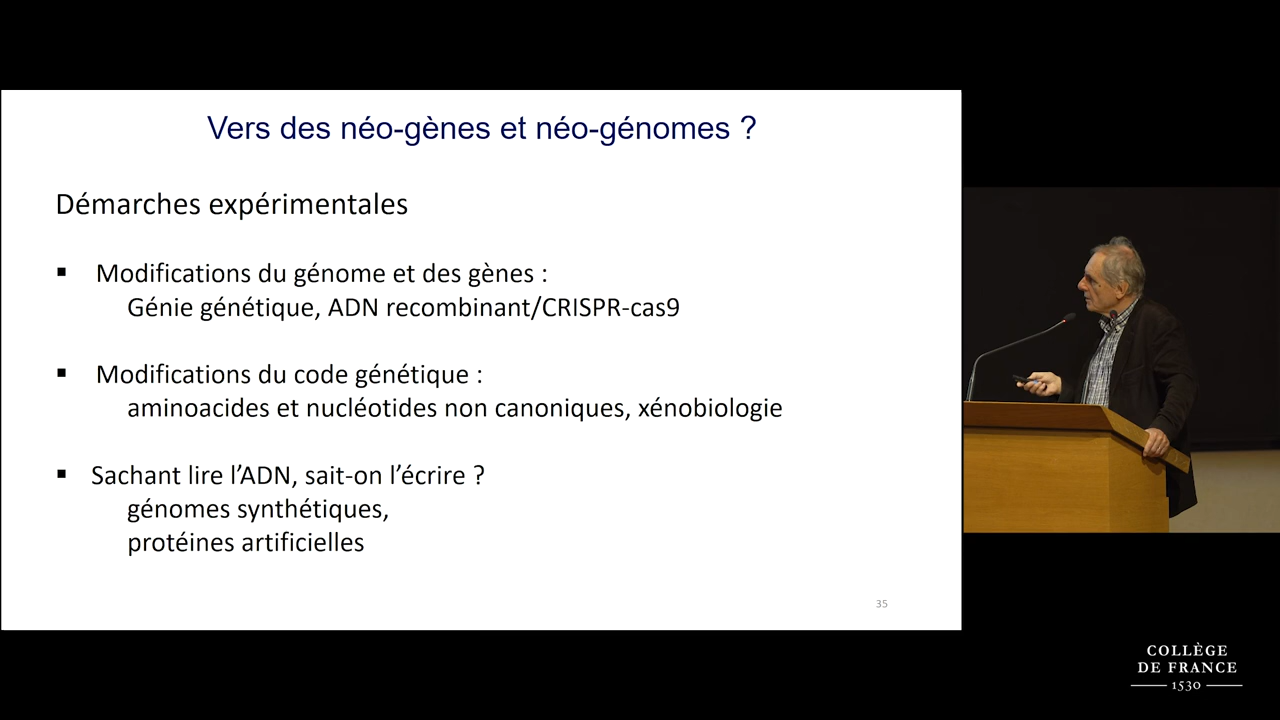 Vers des néo-gènes et néo-génomes ?
Démarches expérimentales
▪ Modifications du génome et des gènes :
Génie génétique, ADN recombinant/CRISPR-cas9
▪ Modifications du code génétique :
aminoacides et nucléotides non canoniques, xénobiologie
▪ Sachant lire l’ADN, sait-on l’écrire ?
génomes synthétiques,
protéines artificielles
35
COLLÈGE
DE FRANCE
1530